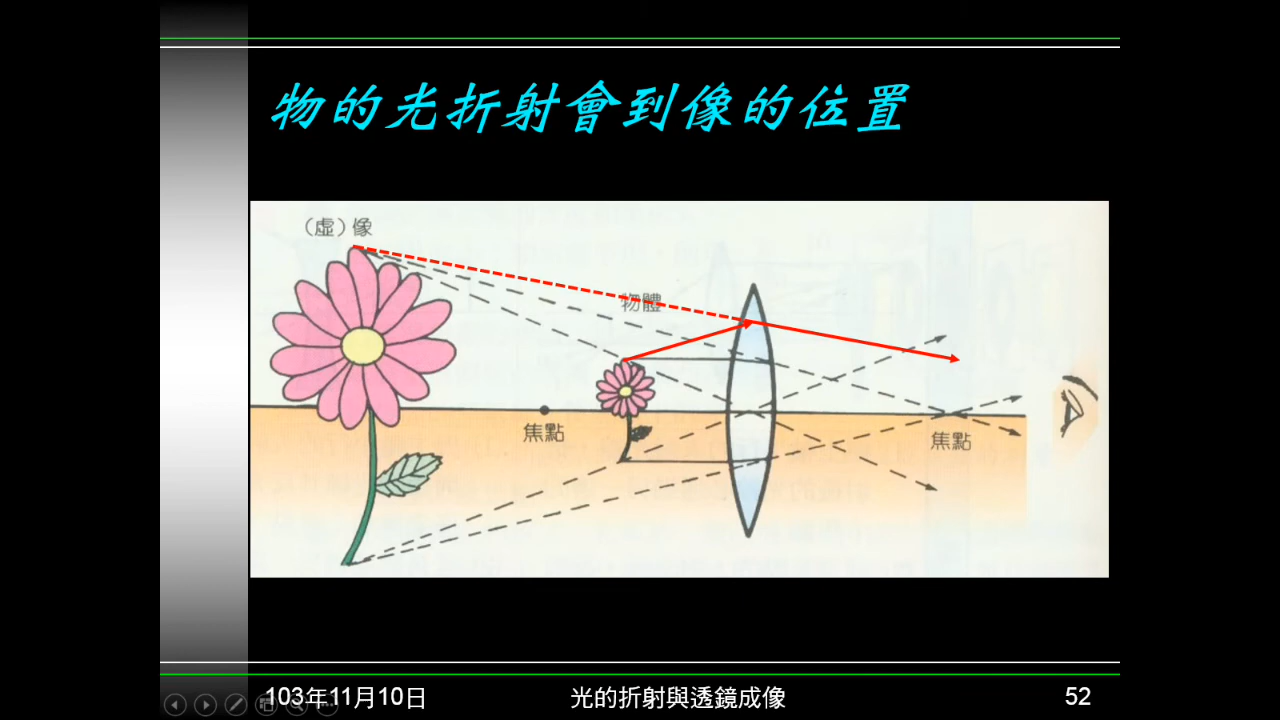 物的光折射會到像的位置
（虛）像
物體
焦點
焦點
103年11月10日
光的折射與透鏡成像
52